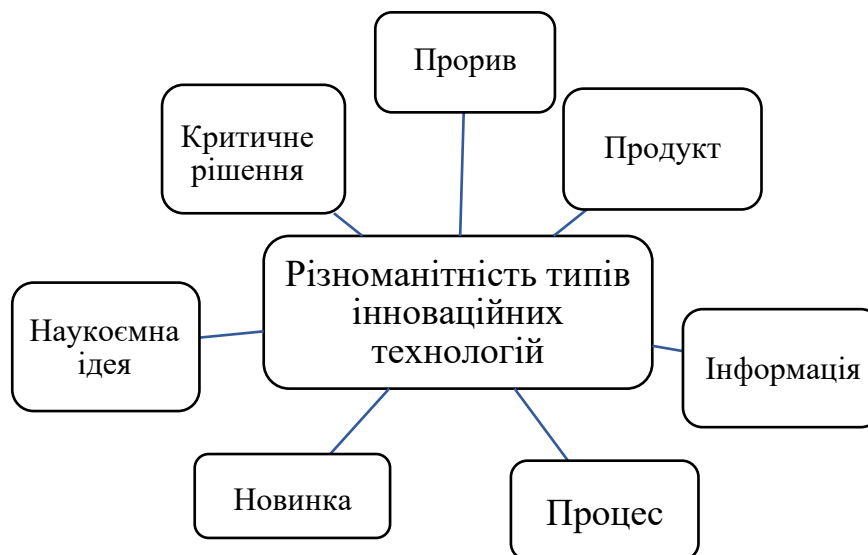 Прорив
Критичне
рішення
Продукт
Різноманітність типів
інноваційних
технологій
Наукоємна
ідея
Інформація
Новинка
Процес